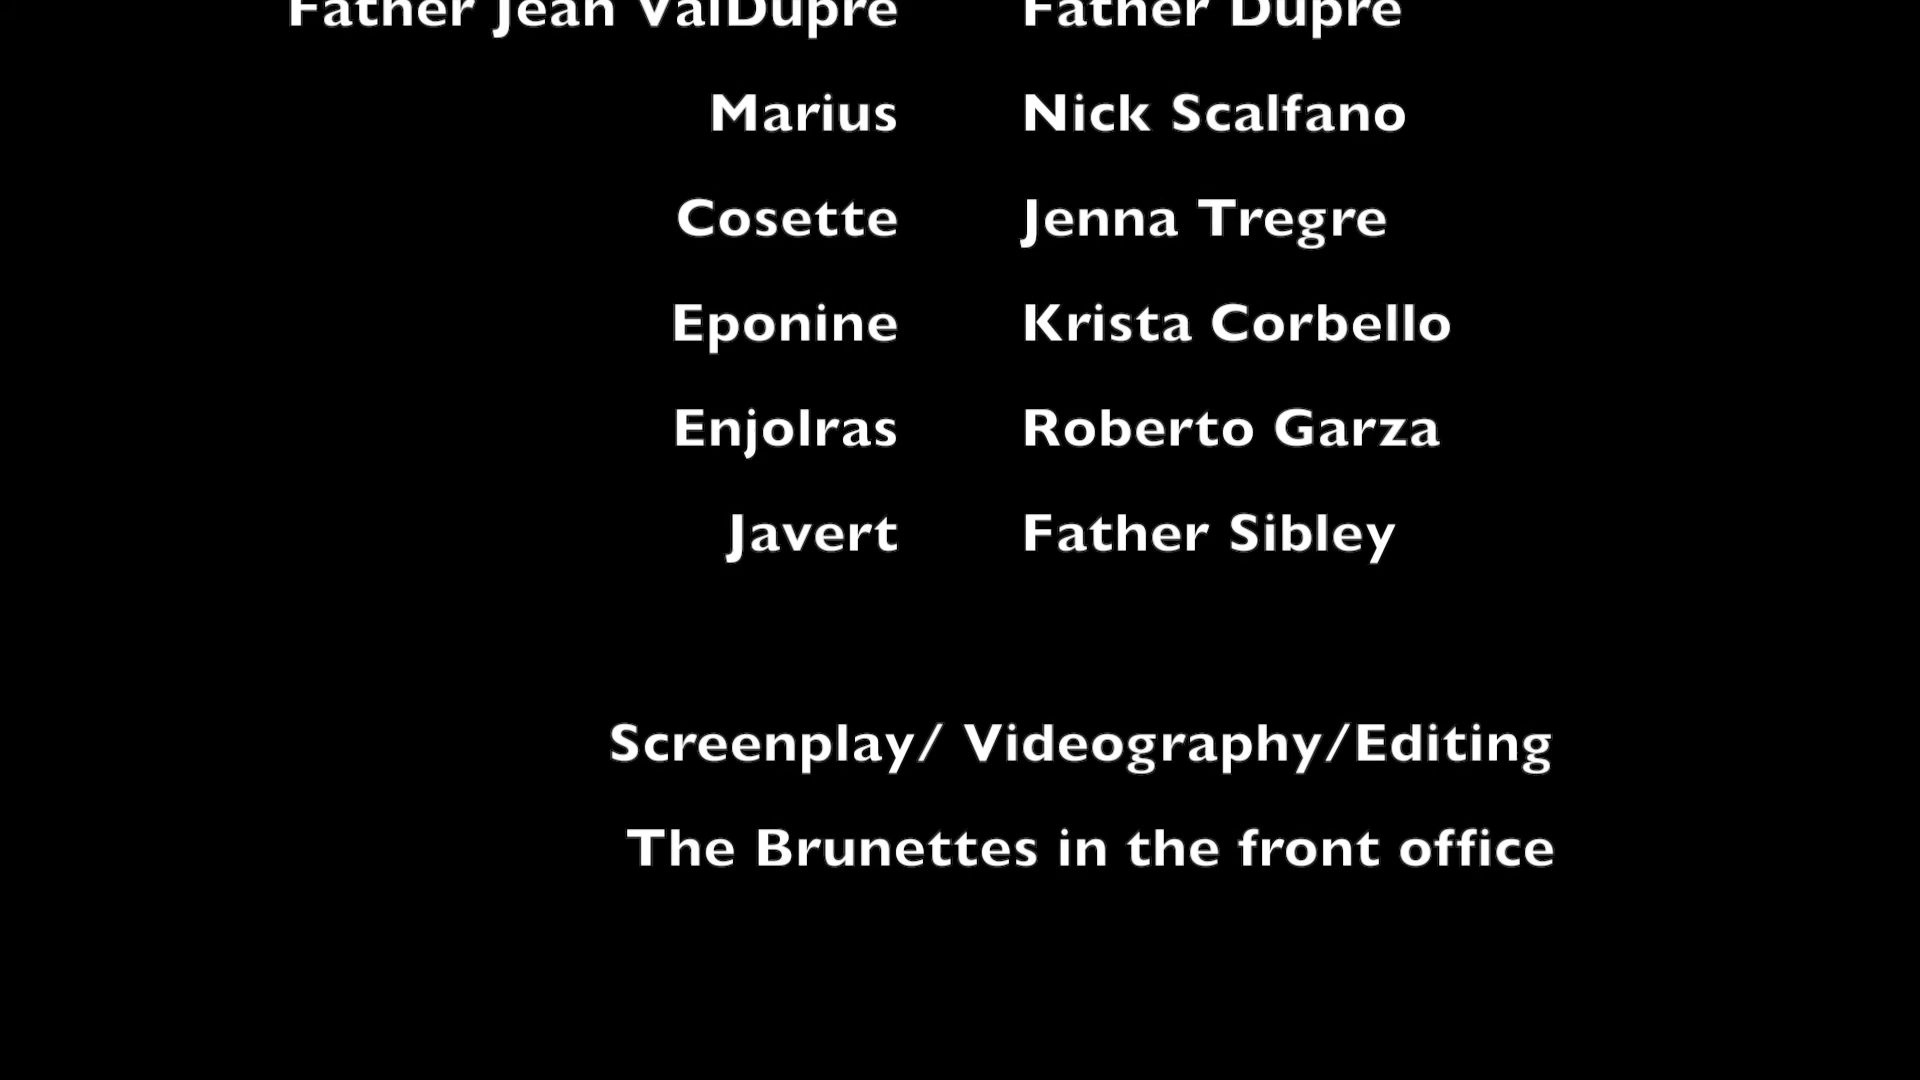 Father Jean ValDupre Father Dupre
Marius Nick Scalfano
Cosette Jenna Tregre
Eponine Krista Corbello
Enjolras Roberto Garza
Javert Father Sibley
Screenplay/ Videography/Editing
The Brunettes in the front office